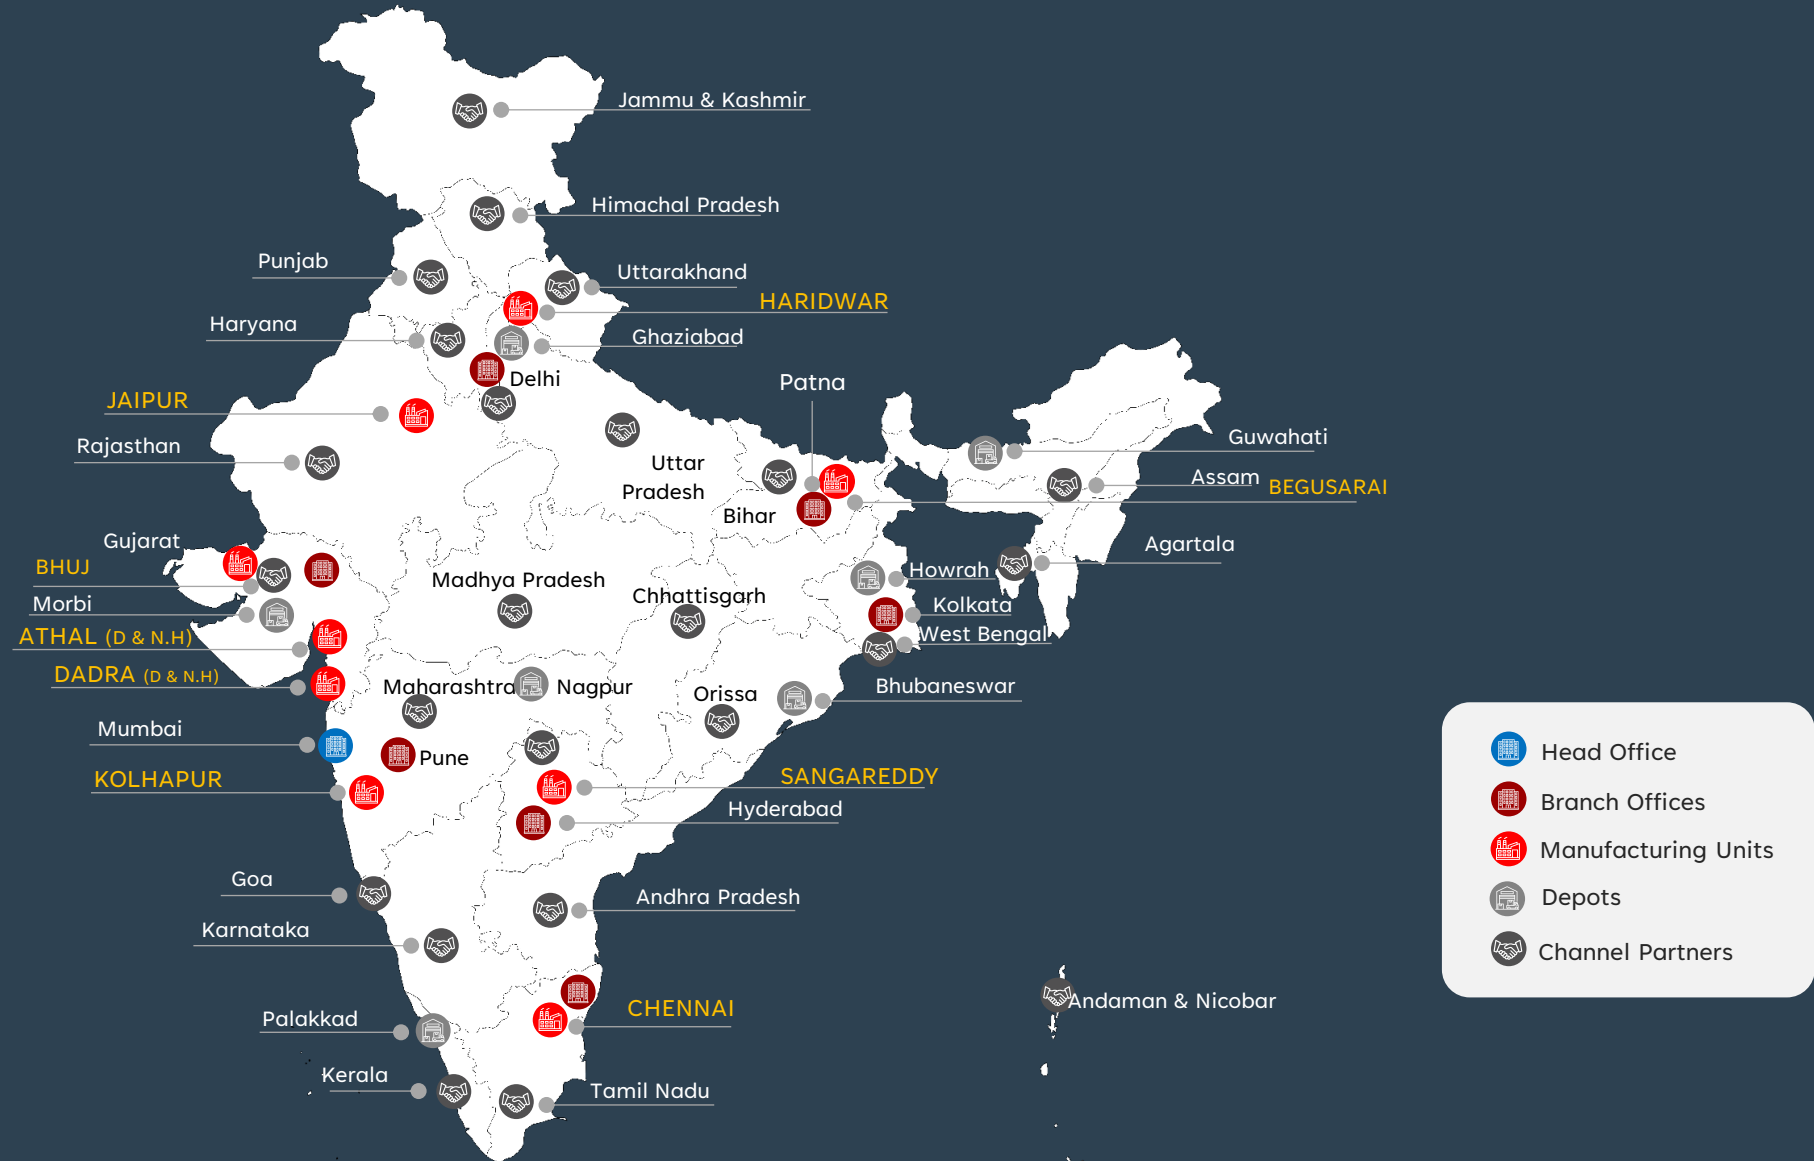 Jammu & Kashmir
Himachal Pradesh
Punjab
Uttarakhand
HARIDWAR
Haryana
Ghaziabad
Delhi
Patna
JAIPUR
Guwahati
Rajasthan
Uttar
Pradesh
Assam
BEGUSARAI
Bihar
Gujarat
Agartala
BHUJ
Howrah
Madhya Pradesh
Chhattisgarh
Morbi
Kolkata
ATHAL (D & N.H)
West Bengal
DADRA (D & N.H)
Maharashtra
Nagpur
Orissa
Bhubaneswar
Mumbai
Pune
KOLHAPUR
SANGAREDDY
Hyderabad
Goa
Andhra Pradesh
Karnataka
Andaman & Nicobar
CHENNAI
Palakkad
Kerala
Tamil Nadu
Head Office
Branch Offices
Manufacturing Units
Depots
Channel Partners